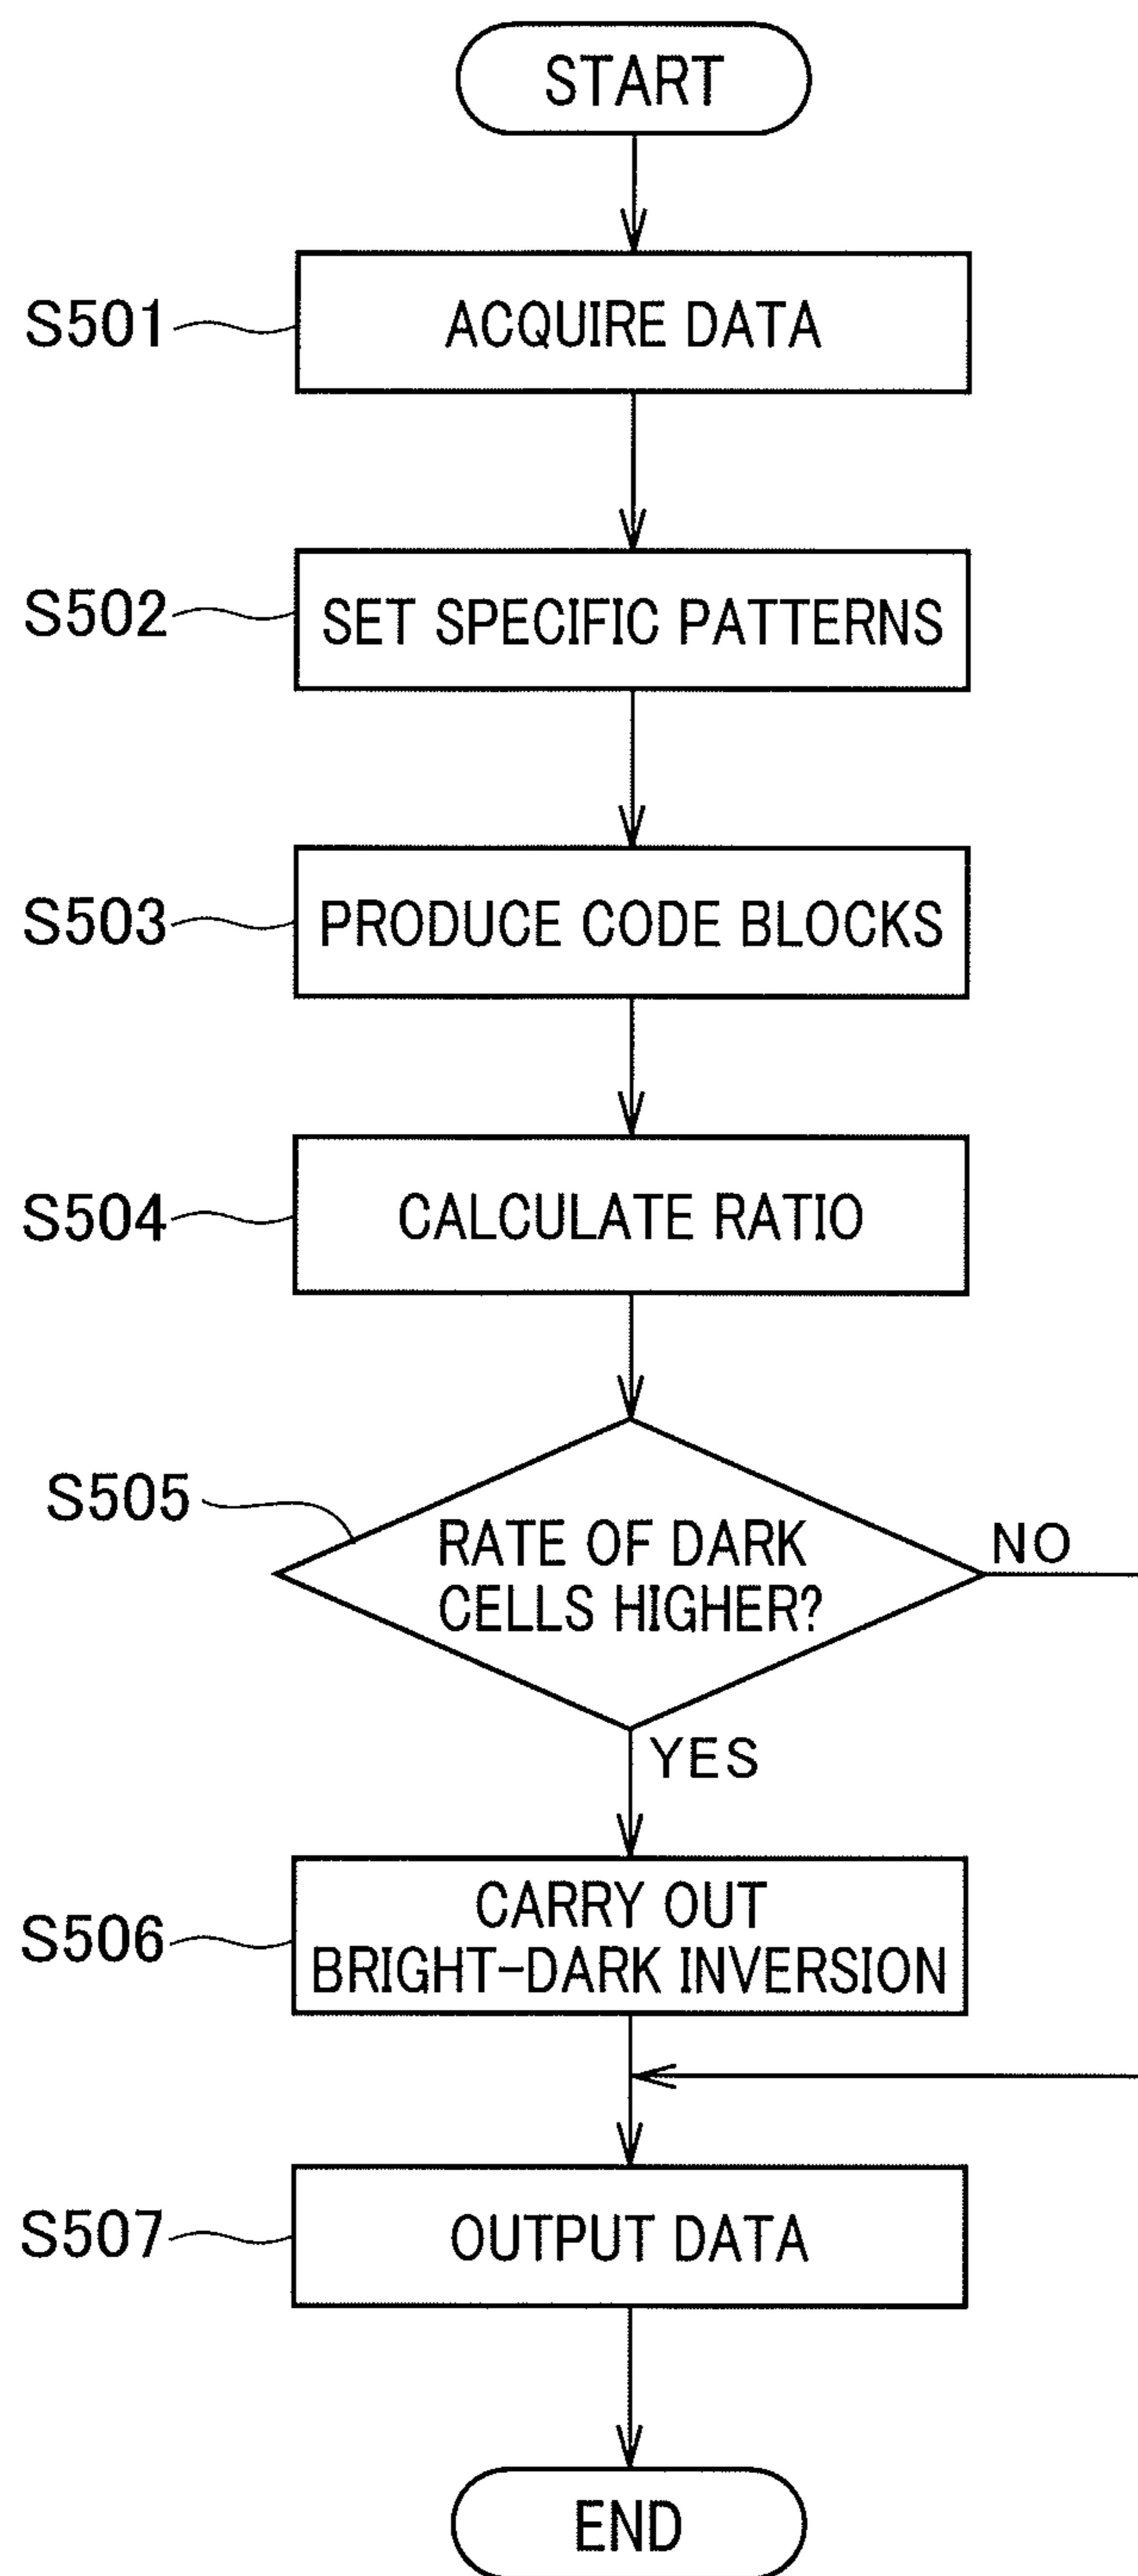 START
S501
ACQUIRE DATA
S502
SET SPECIFIC PATTERNS
S503
PRODUCE CODE BLOCKS
S504
CALCULATE RATIO
S505
RATE OF DARK
CELLS HIGHER?
NO
YES
S506
CARRY OUT
BRIGHT-DARK INVERSION
S507
OUTPUT DATA
END